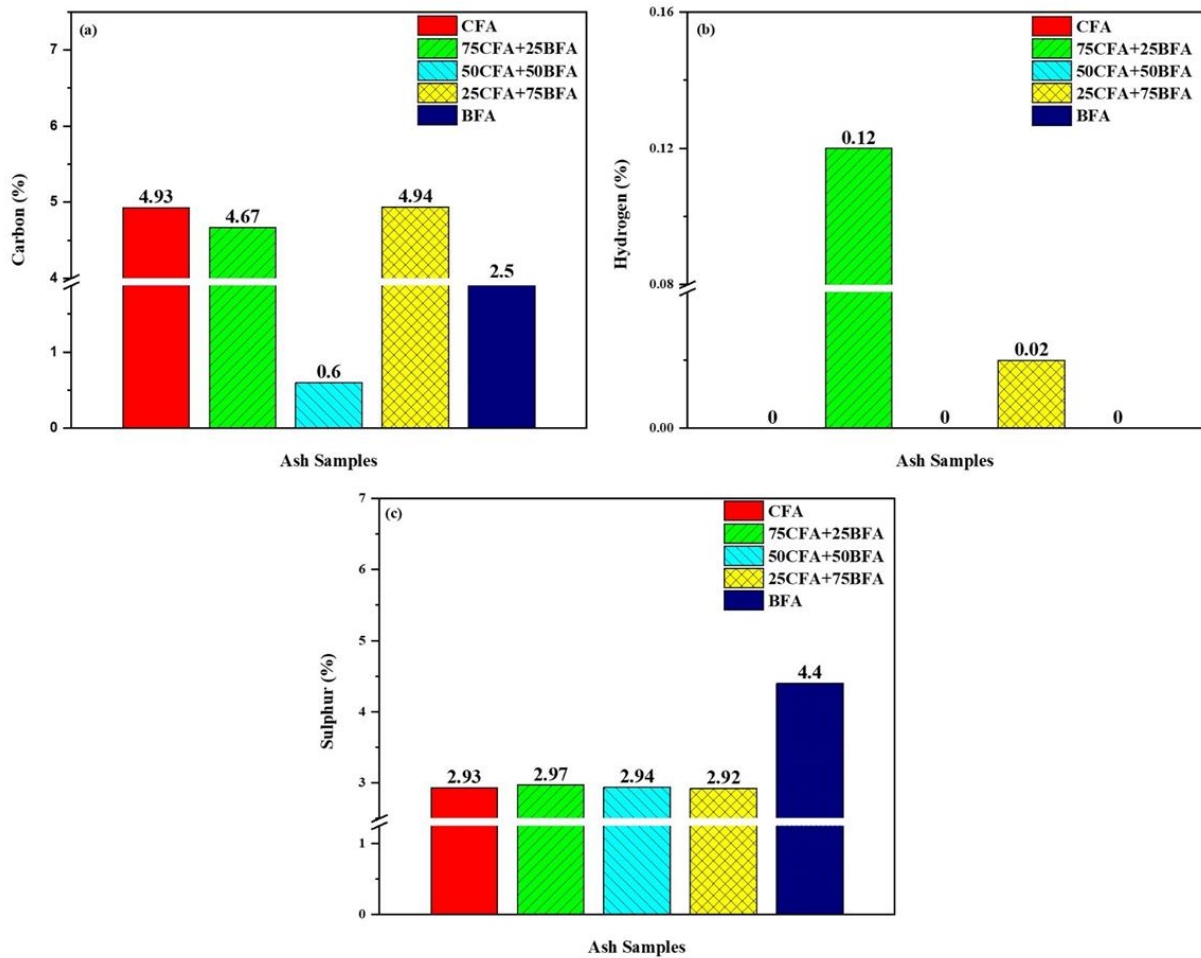 (a)
CFA
75CFA+25BFA
50CFA+50BFA
25CFA+75BFA
BFA
7
6
5
4
1
0
Carbon (%)
4.93
4.67
0.6
4.94
2.5
Ash Samples
(b)
CFA
75CFA+25BFA
50CFA+50BFA
25CFA+75BFA
BFA
0.16
0.12
0.08
0.00
Hydrogen (%)
0
0.12
0
0.02
0
Ash Samples
(c)
CFA
75CFA+25BFA
50CFA+50BFA
25CFA+75BFA
BFA
7
6
5
4
3
1
0
Sulphur (%)
2.93
2.97
2.94
2.92
4.4
Ash Samples